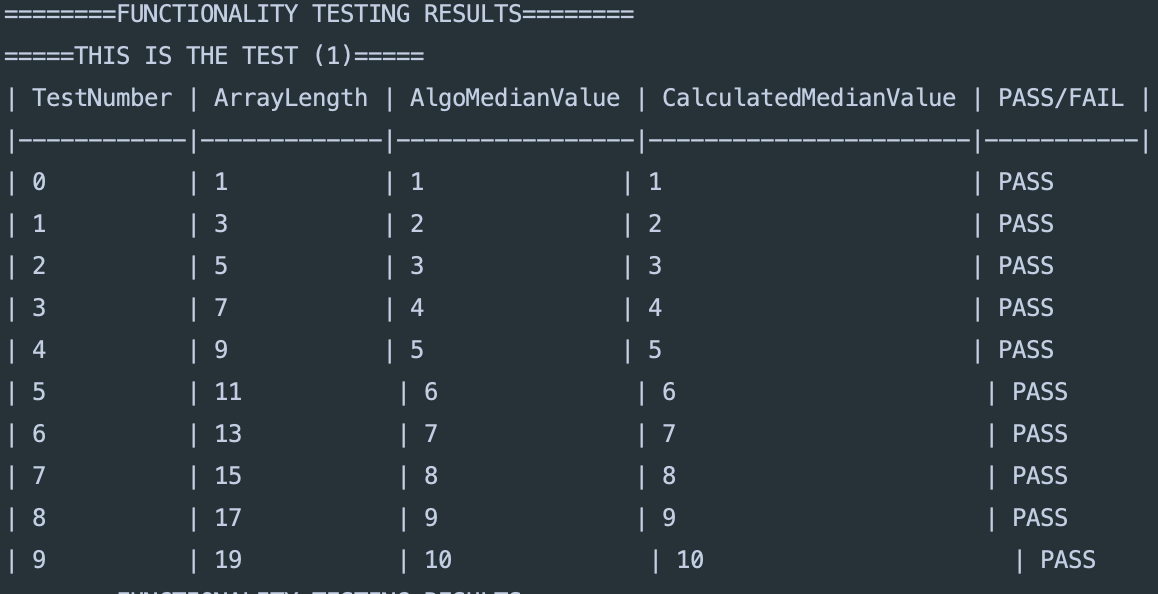 ========FUNCTIONALITY TESTING RESULTS========
=====THIS IS THE TEST (1)=====
| TestNumber | ArrayLength | AlgoMedianValue | CalculatedMedianValue | PASS/FAIL |
|------------|-------------|-----------------|-----------------------|-----------|
| 0          | 1           | 1              | 1                      | PASS
| 1          | 3           | 2              | 2                      | PASS
| 2          | 5           | 3              | 3                      | PASS
| 3          | 7           | 4              | 4                      | PASS
| 4          | 9           | 5              | 5                      | PASS
| 5          | 11           | 6              | 6                      | PASS
| 6          | 13           | 7              | 7                      | PASS
| 7          | 15           | 8              | 8                      | PASS
| 8          | 17           | 9              | 9                      | PASS
| 9          | 19           | 10              | 10                      | PASS
FUNCTIONALITY TESTING RESULTS